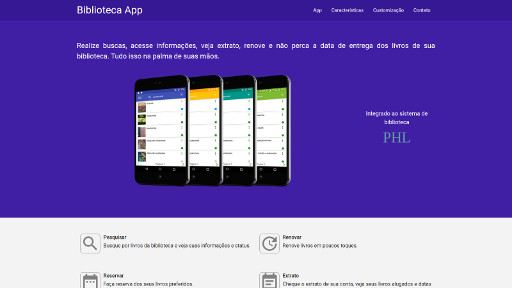 Biblioteca App
App Características Customização Contato
Realize buscas, acesse informações, veja extrato, renove e não perca a data de entrega dos livros de sua
biblioteca. Tudo isso na palma de suas mãos.
Integrado ao sistema de
biblioteca
PHL
Pesquisar
Busque por livros da biblioteca e veja suas informações e status.
Renovar
Renove livros em poucos toques.
Reservar
Faça reserva dos seus livros preferidos.
Extrato
Cheque o extrato de sua conta, veja seus livros alugados e datas